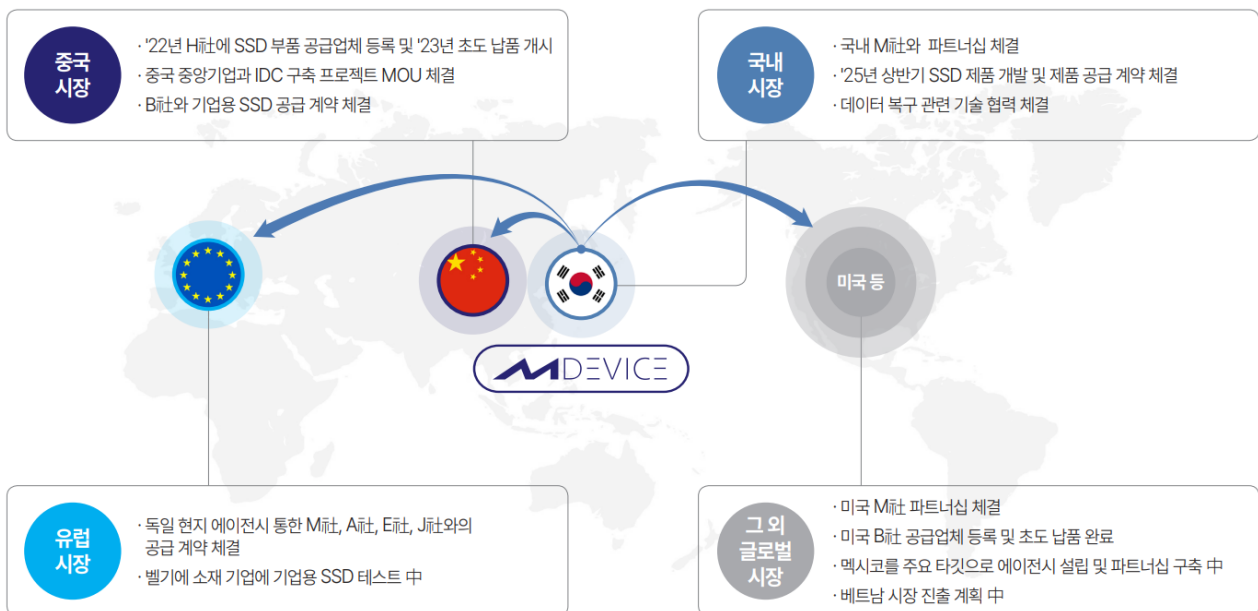 중국
시장
· '22년 H社에 SSD 부품 공급업체 등록 및 '23년 초도 납품 개시
· 중국 중앙기업과 IDC 구축 프로젝트 MOU 체결
· B社와 기업용 SSD 공급 계약 체결
국내
시장
· 국내 M社와 파트너십 체결
· '25년 상반기 SSD 제품 개발 및 제품 공급 계약 체결
· 데이터 복구 관련 기술 협력 체결
미국 등
MDEVICE
유럽
시장
· 독일 현지 에이전시 통한 M社, A社, E社, J社와의
공급 계약 체결
· 벨기에 소재 기업에 기업용 SSD 테스트 中
그 외
글로벌
시장
· 미국 M社 파트너십 체결
· 미국 B社 공급업체 등록 및 초도 납품 완료
· 멕시코를 주요 타깃으로 에이전시 설립 및 파트너십 구축 中
· 베트남 시장 진출 계획 中